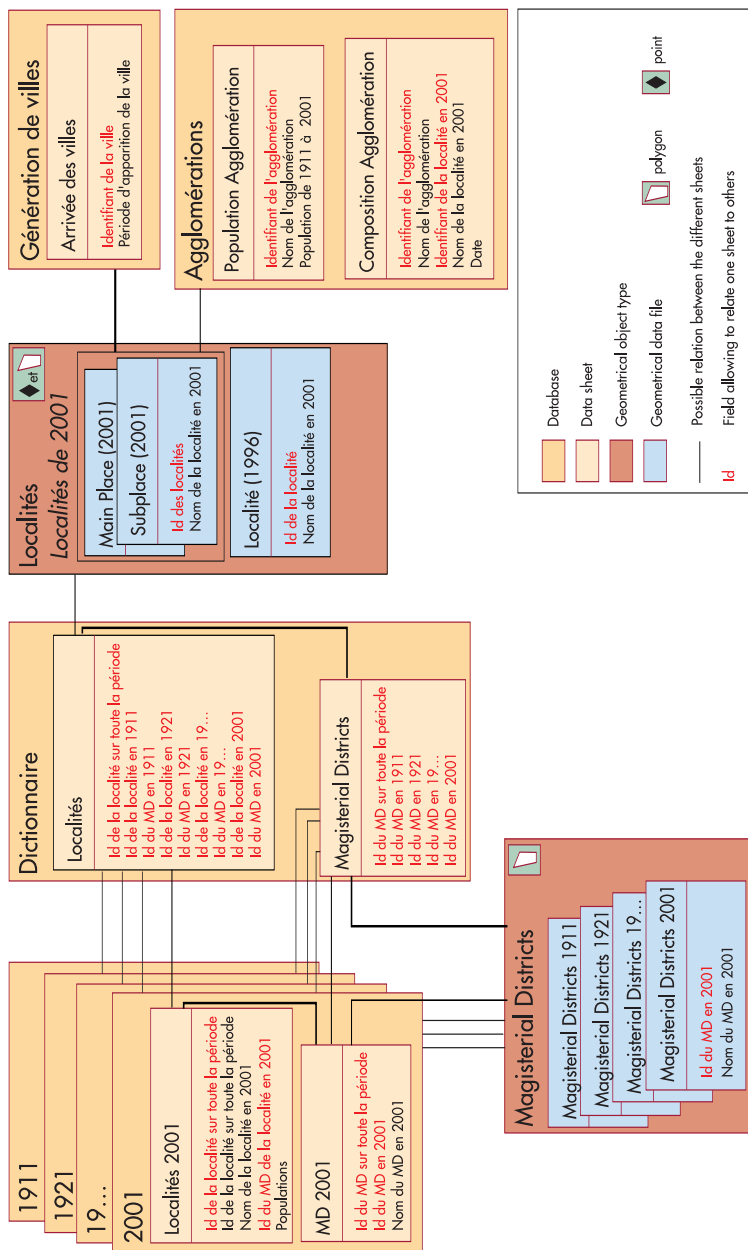 1911
1921
19...
2001
Localités 2001
Id de la localité sur toute la période
Id de la localité sur toute la période
Nom de la localité en 2001
Id du MD de la localité en 2001
Populations
MD 2001
Id du MD sur toute la période
Id du MD en 2001
Nom du MD en 2001
Dictionnaire
Localités
Id de la localité sur toute la période
Id de la localité en 1911
Id du MD en 1911
Id de la localité en 1921
Id du MD en 1921
Id de la localité en 19...
Id du MD en 19...
Id de la localité en 2001
Id du MD en 2001
Magisterial Districts
Id du MD sur toute la période
Id du MD en 1911
Id du MD en 1921
Id du MD en 19...
Id du MD en 2001
Magisterial Districts
Magisterial Districts 1911
Magisterial Districts 1921
Magisterial Districts 19...
Magisterial Districts 2001
Id du MD en 2001
Nom du MD en 2001
Localités
et
Localités de 2001
Main Place (2001)
Subplace (2001)
Id des localités
Nom de la localité en 2001
Localité (1996)
Id de la localité
Nom de la localité en 2001
Génération de villes
Arrivée des villes
Identifiant de la ville
Période d'apparition de la ville
Agglomérations
Population Agglomération
Identifiant de l'agglomération
Nom de l'agglomération
Population de 1911 à 2001
Composition Agglomération
Identifiant de l'agglomération
Nom de l'agglomération
Identifiant de la localité en 2001
Nom de la localité en 2001
Date
Database
Data sheet
Geometrical object type
Geometrical data file
polygon
point
Possible relation between the different sheets
Id Field allowing to relate one sheet to others